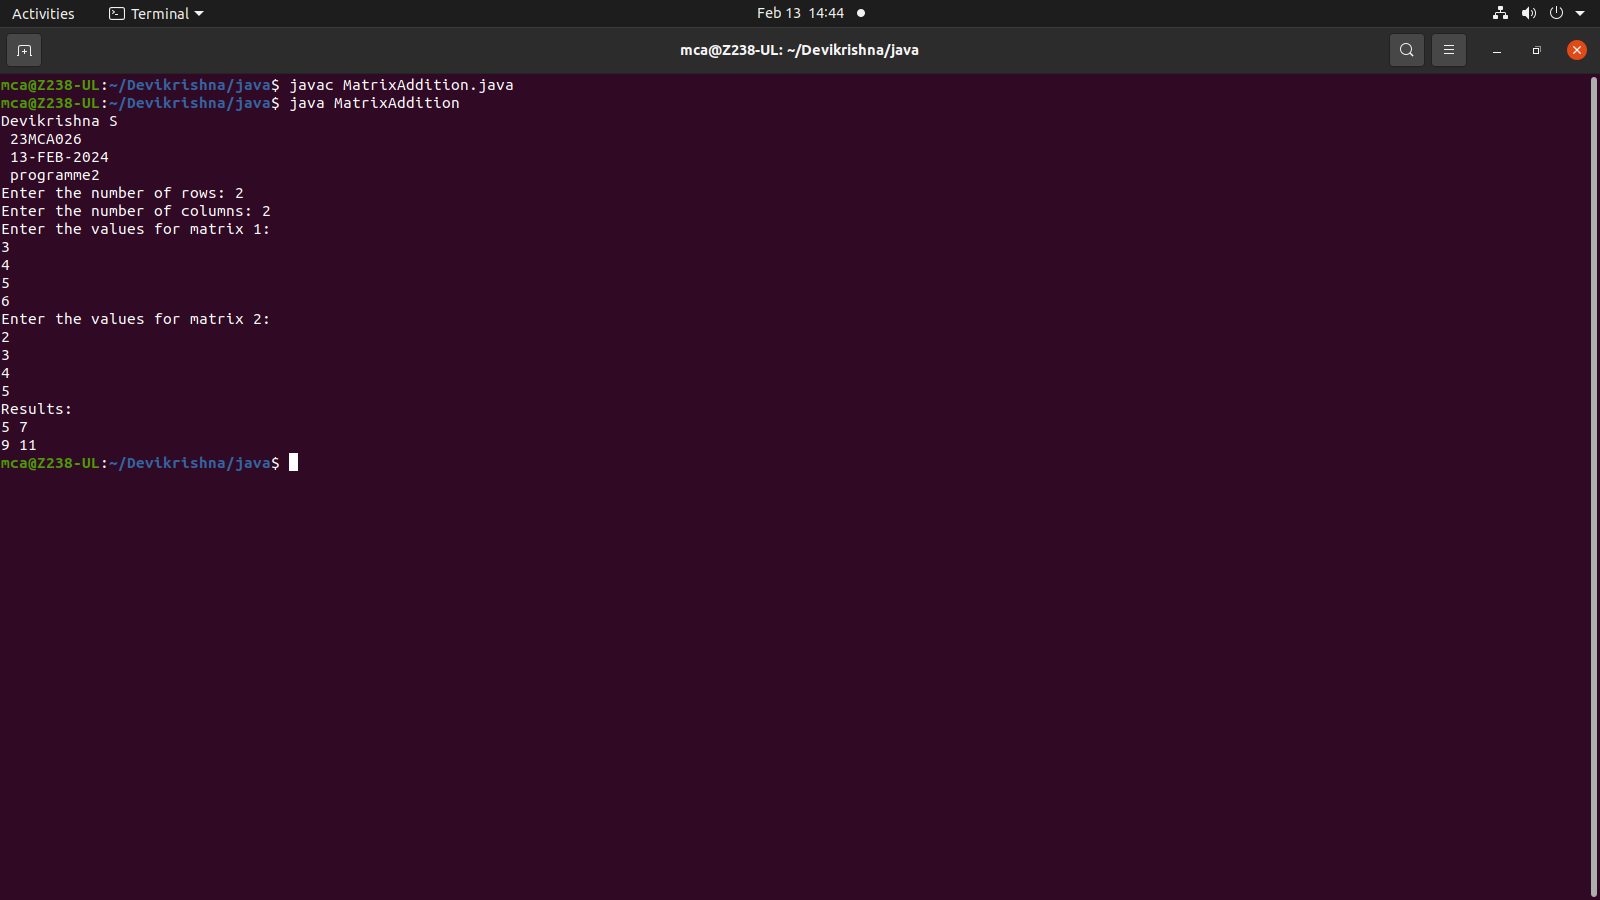 Activities Terminal Feb 13 14:44
mca@Z238-UL: ~/Devikrishna/java
mca@Z238-UL:~/Devikrishna/java$ javac MatrixAddition.java
mca@Z238-UL:~/Devikrishna/java$ java MatrixAddition
Devikrishna S
 23MCA026
 13-FEB-2024
 programme2
Enter the number of rows: 2
Enter the number of columns: 2
Enter the values for matrix 1:
3
4
5
6
Enter the values for matrix 2:
2
3
4
5
Results:
5 7
9 11
mca@Z238-UL:~/Devikrishna/java$